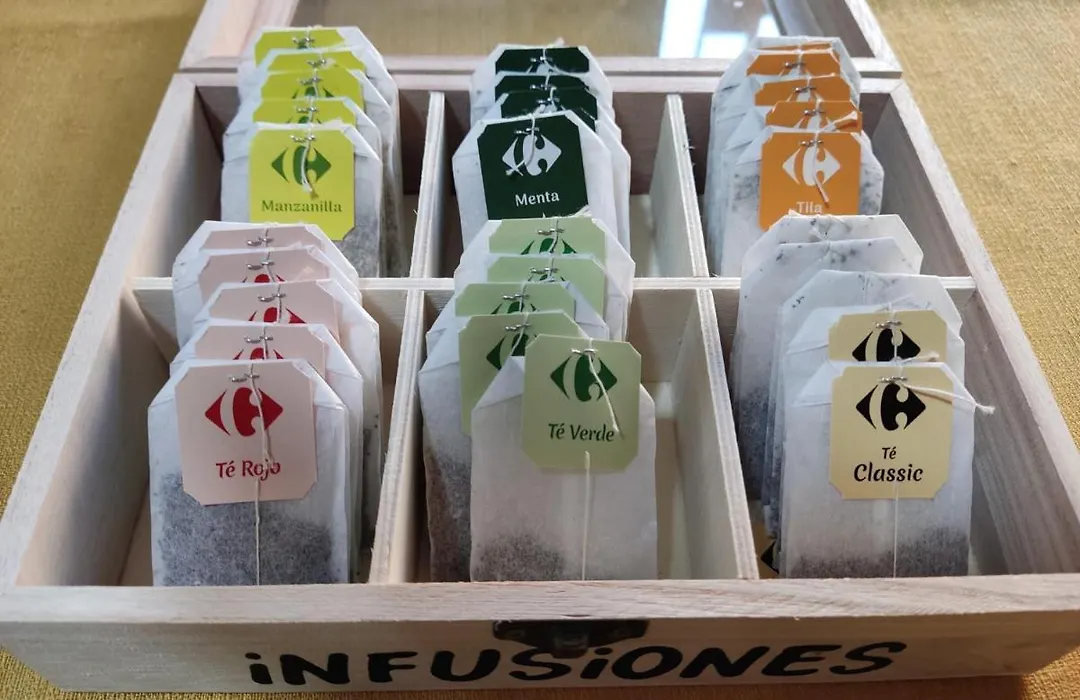 Manzanilla
Menta
Tila
Té Rojo
Té Verde
Té
Classic
iNFUSiONES